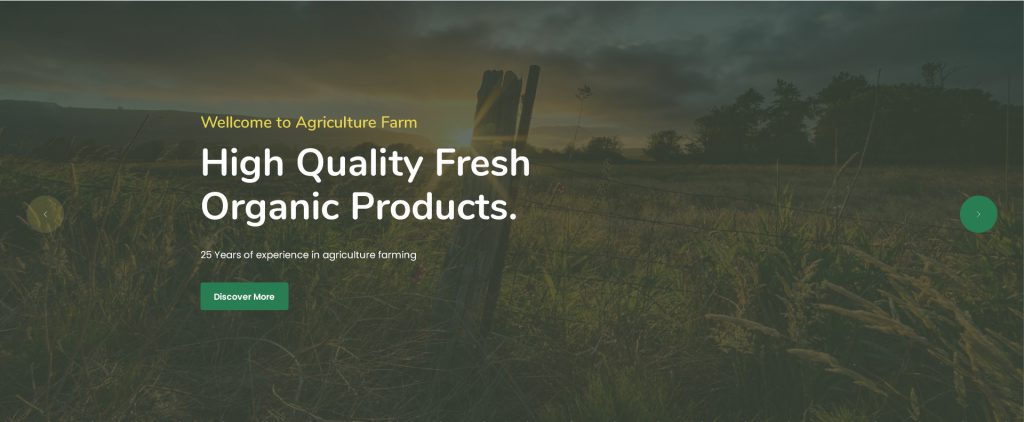 Wellcome to Agriculture Farm
High Quality Fresh
Organic Products.
25 Years of experience in agriculture farming
Discover More